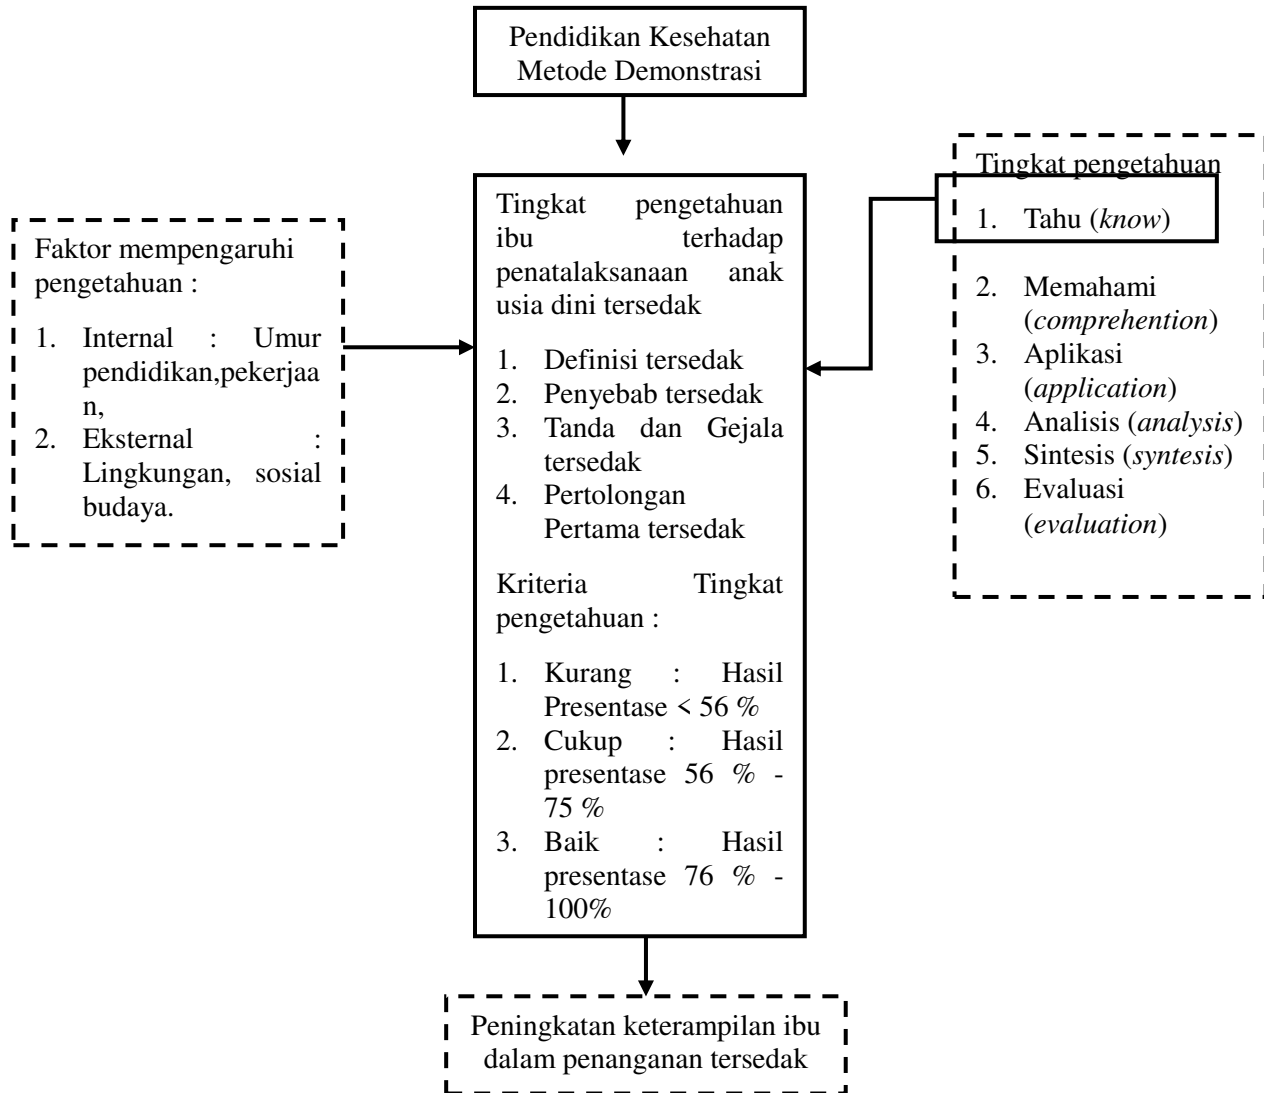 Pendidikan Kesehatan
Metode Demonstrasi
Faktor mempengaruhi
pengetahuan :
1. Internal : Umur
pendidikan,pekerjaa
n,
2. Eksternal :
Lingkungan, sosial
budaya.
Tingkat pengetahuan
ibu terhadap
penatalaksanaan anak
usia dini tersedak
1. Definisi tersedak
2. Penyebab tersedak
3. Tanda dan Gejala
tersedak
4. Pertolongan
Pertama tersedak
Kriteria Tingkat
pengetahuan :
1. Kurang : Hasil
Presentase < 56 %
2. Cukup : Hasil
presentase 56 % -
75 %
3. Baik : Hasil
presentase 76 % -
100%
Tingkat pengetahuan
1. Tahu (know)
2. Memahami
(comprehention)
3. Aplikasi
(application)
4. Analisis (analysis)
5. Sintesis (syntesis)
6. Evaluasi
(evaluation)
Peningkatan keterampilan ibu
dalam penanganan tersedak